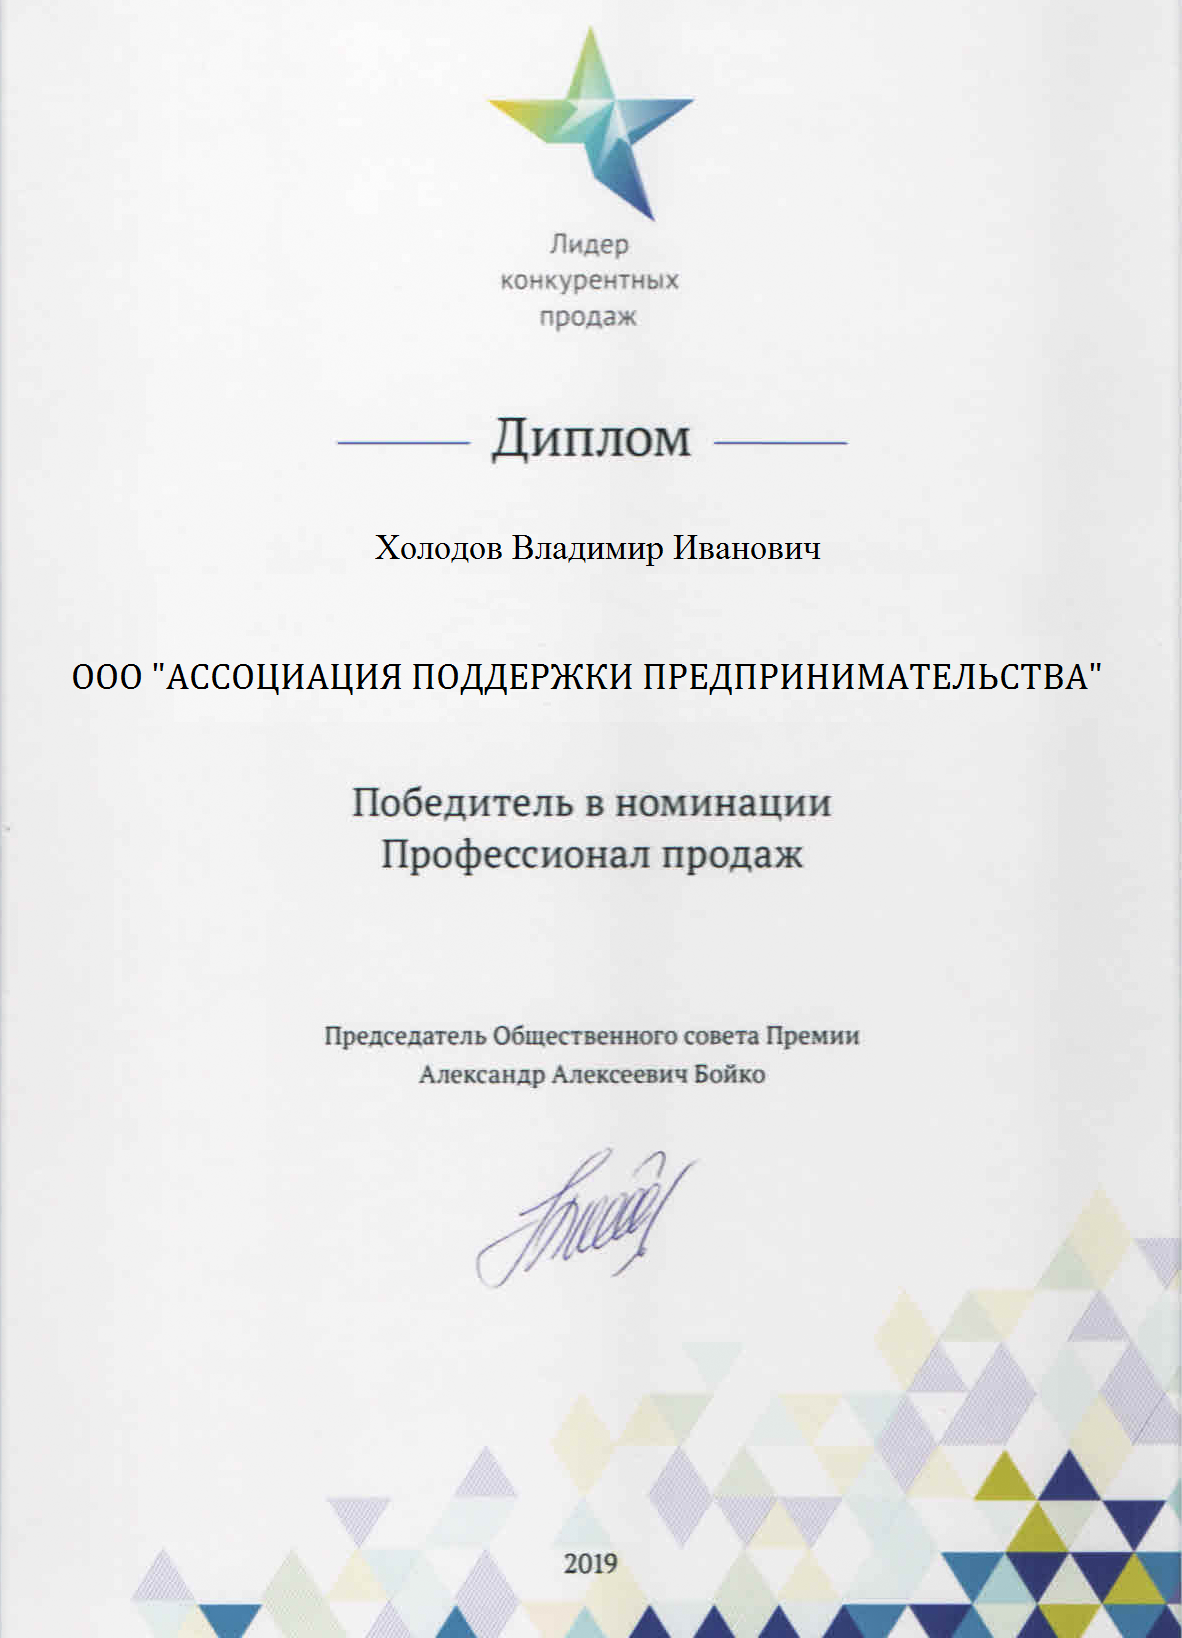 Лидер
конкурентных
продаж
Диплом
Холодов Владимир Иванович
ООО "АССОЦИАЦИЯ ПОДДЕРЖКИ ПРЕДПРИНИМАТЕЛЬСТВА"
Победитель в номинации
Профессионал продаж
Председатель Общественного совета Премии
Александр Алексеевич Бойко
2019